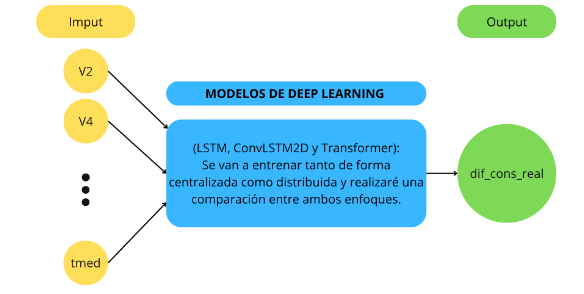 Imput
Output
V2
MODELOS DE DEEP LEARNING
V4
(LSTM, ConvLSTM2D y Transformer):
Se van a entrenar tanto de forma
centralizada como distribuida y realizaré una
comparación entre ambos enfoques.
dif_cons_real
tmed